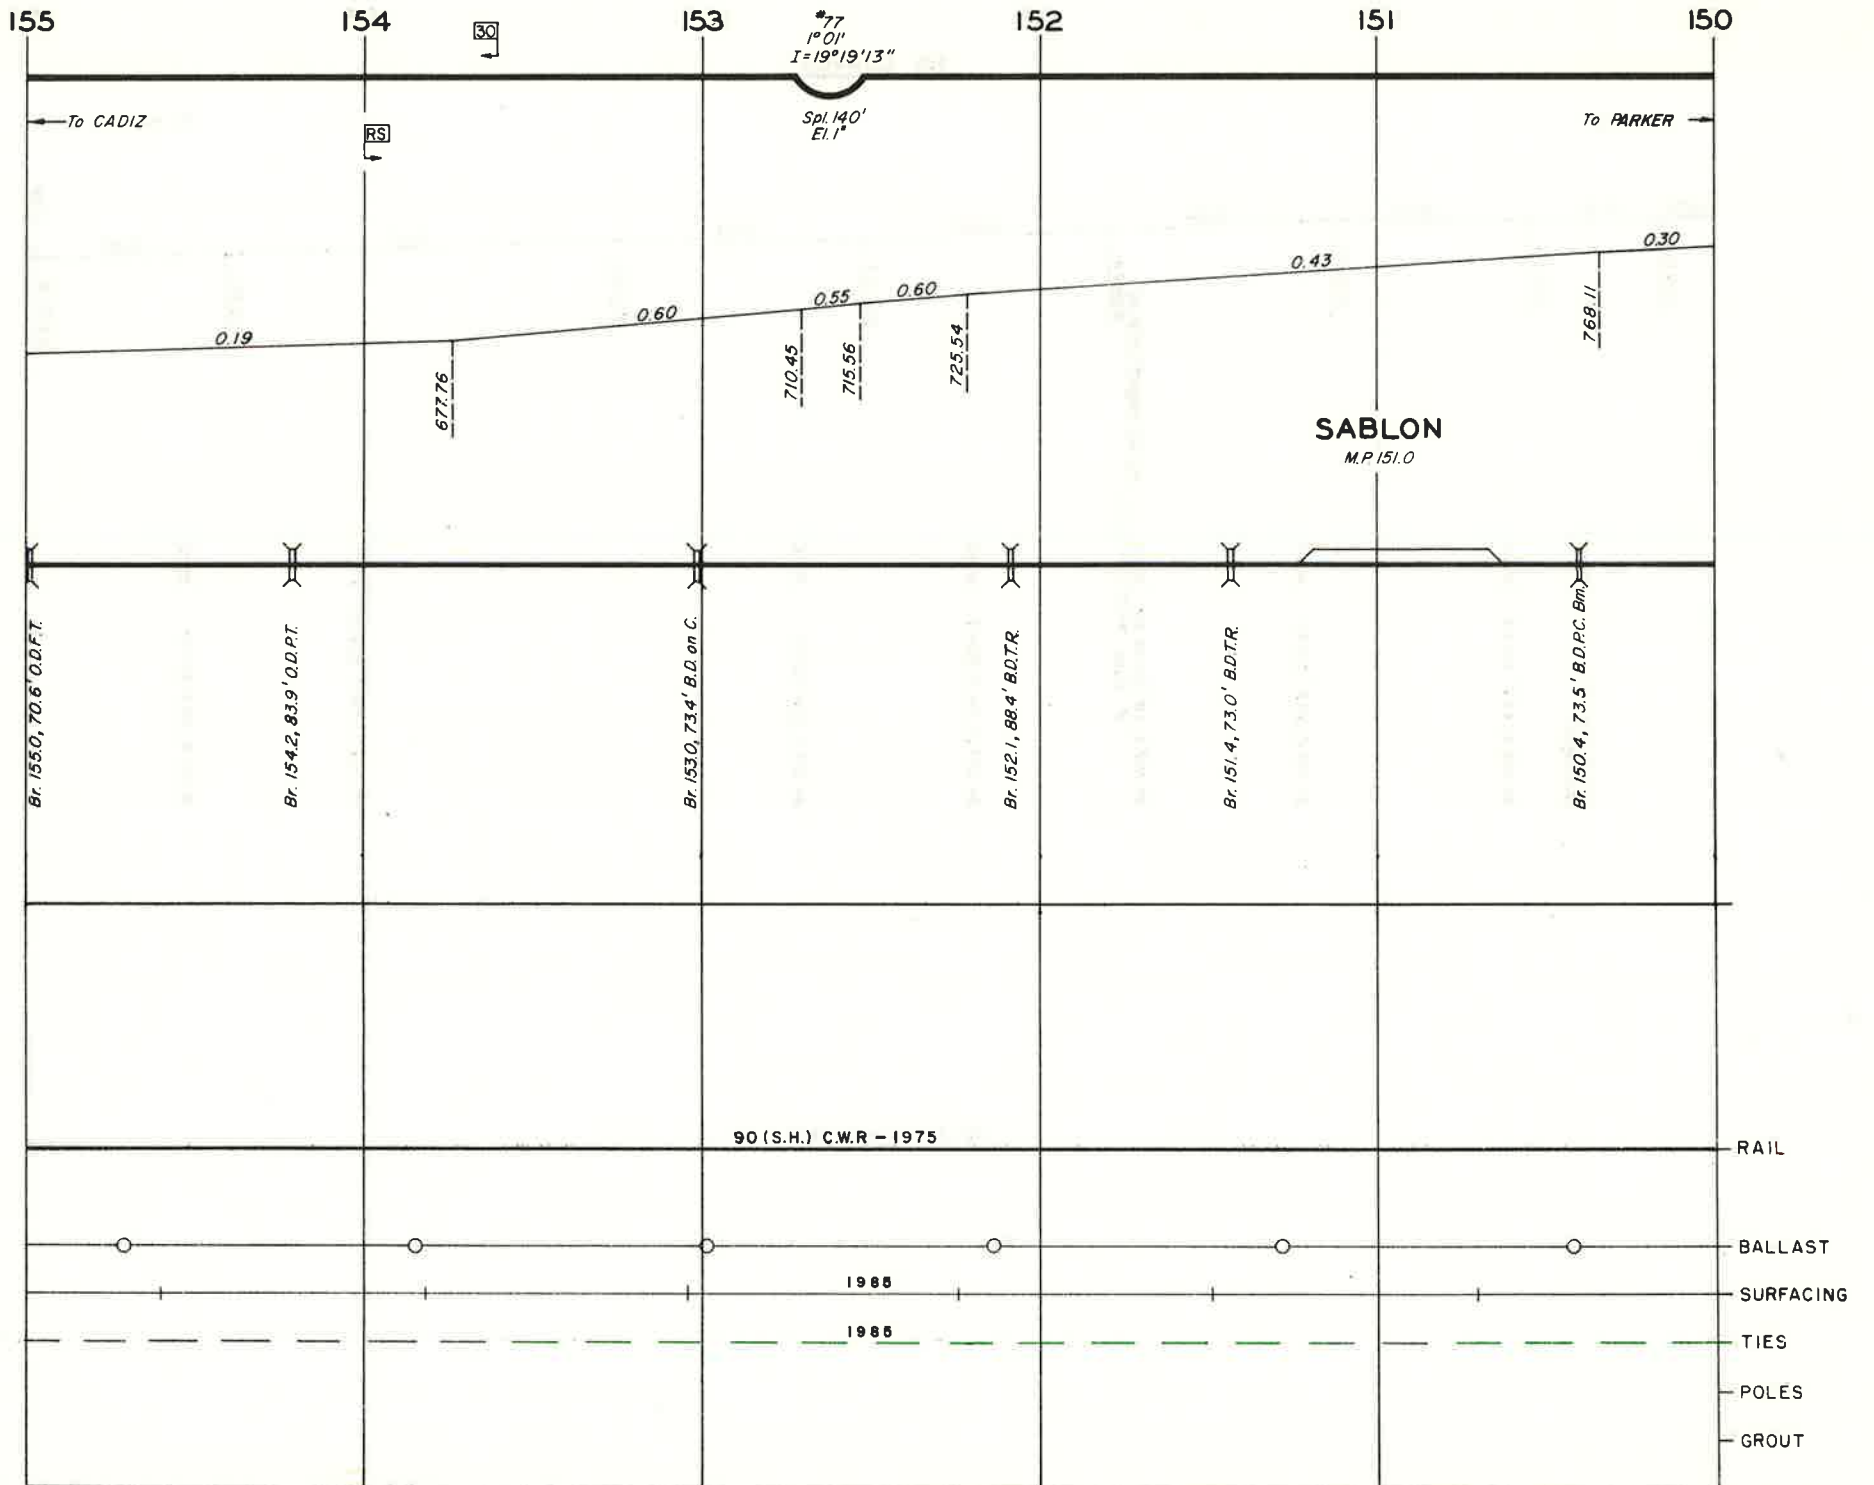 155 154 153 152 151 150
30
#77
1°01'
I=19°19'13"
To CADIZ
RS
Spl. 140'
El. 1"
To PARKER
0.19
0.60
0.55
0.60
0.43
0.30
677.76
710.45
715.56
725.54
768.11
SABLON
M.P. 151.0
Br. 155.0, 70.6' O.D.F.T.
Br. 154.2, 83.9' O.D.P.T.
Br. 153.0, 73.4' B.D. on C.
Br. 152.1, 88.4' B.D.T.R.
Br. 151.4, 73.0' B.D.T.R.
Br. 150.4, 73.5' B.D.P.C. Bm.
90 (S.H.) C.W.R - 1975
RAIL
BALLAST
1985
SURFACING
1985
TIES
POLES
GROUT